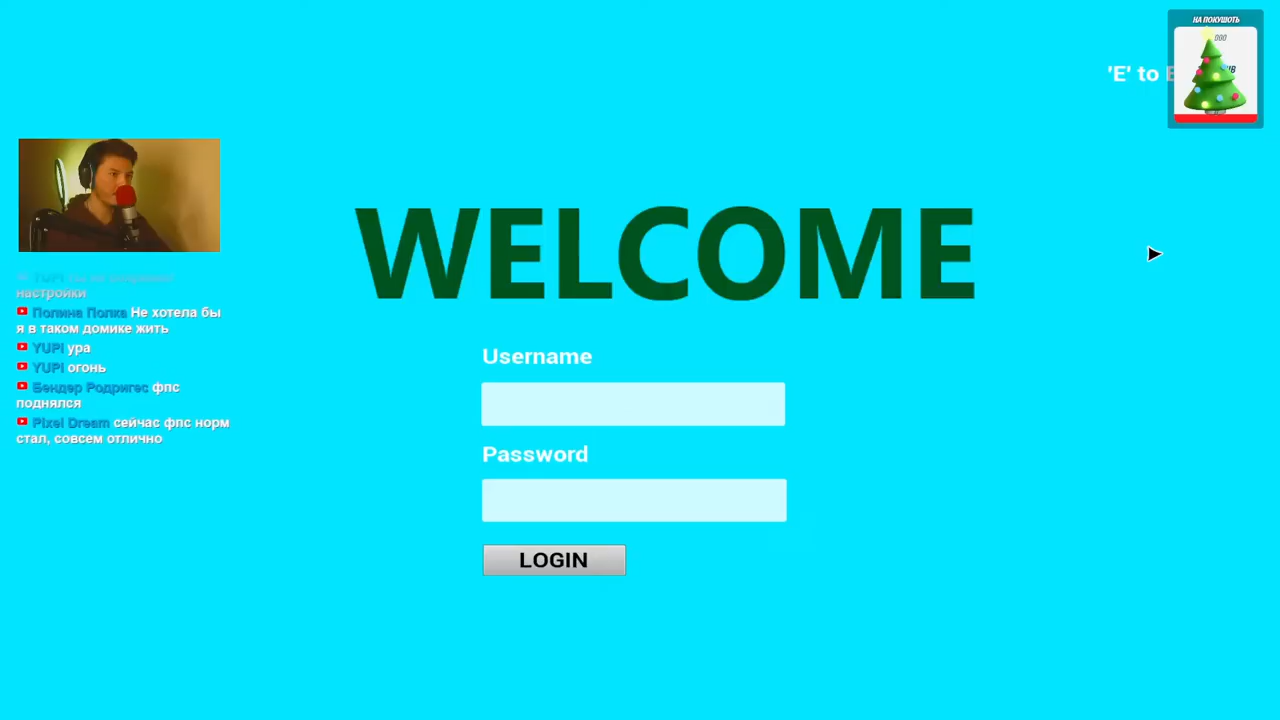 НА ПОКУШОТЬ
'E' to
WELCOME
настройки
Полина Полка Не хотела бы
я в таком домике жить
YUPI ура
YUPI огонь
Бендер Родригес фпс
поднялся
Pixel Dream сейчас фпс норм
стал, совсем отлично
Username
Password
LOGIN